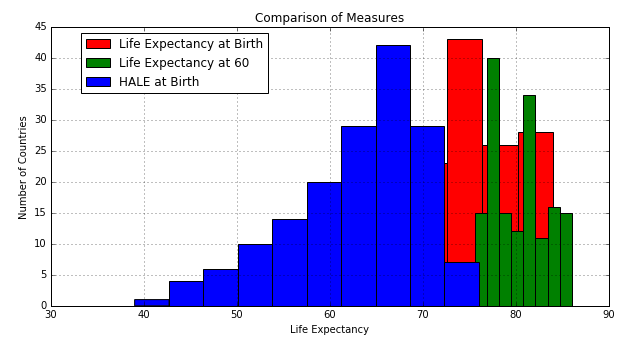 Comparison of Measures
45
40
35
30
25
20
15
10
5
0
Number of Countries
Life Expectancy at Birth
Life Expectancy at 60
HALE at Birth
30 40 50 60 70 80 90
Life Expectancy